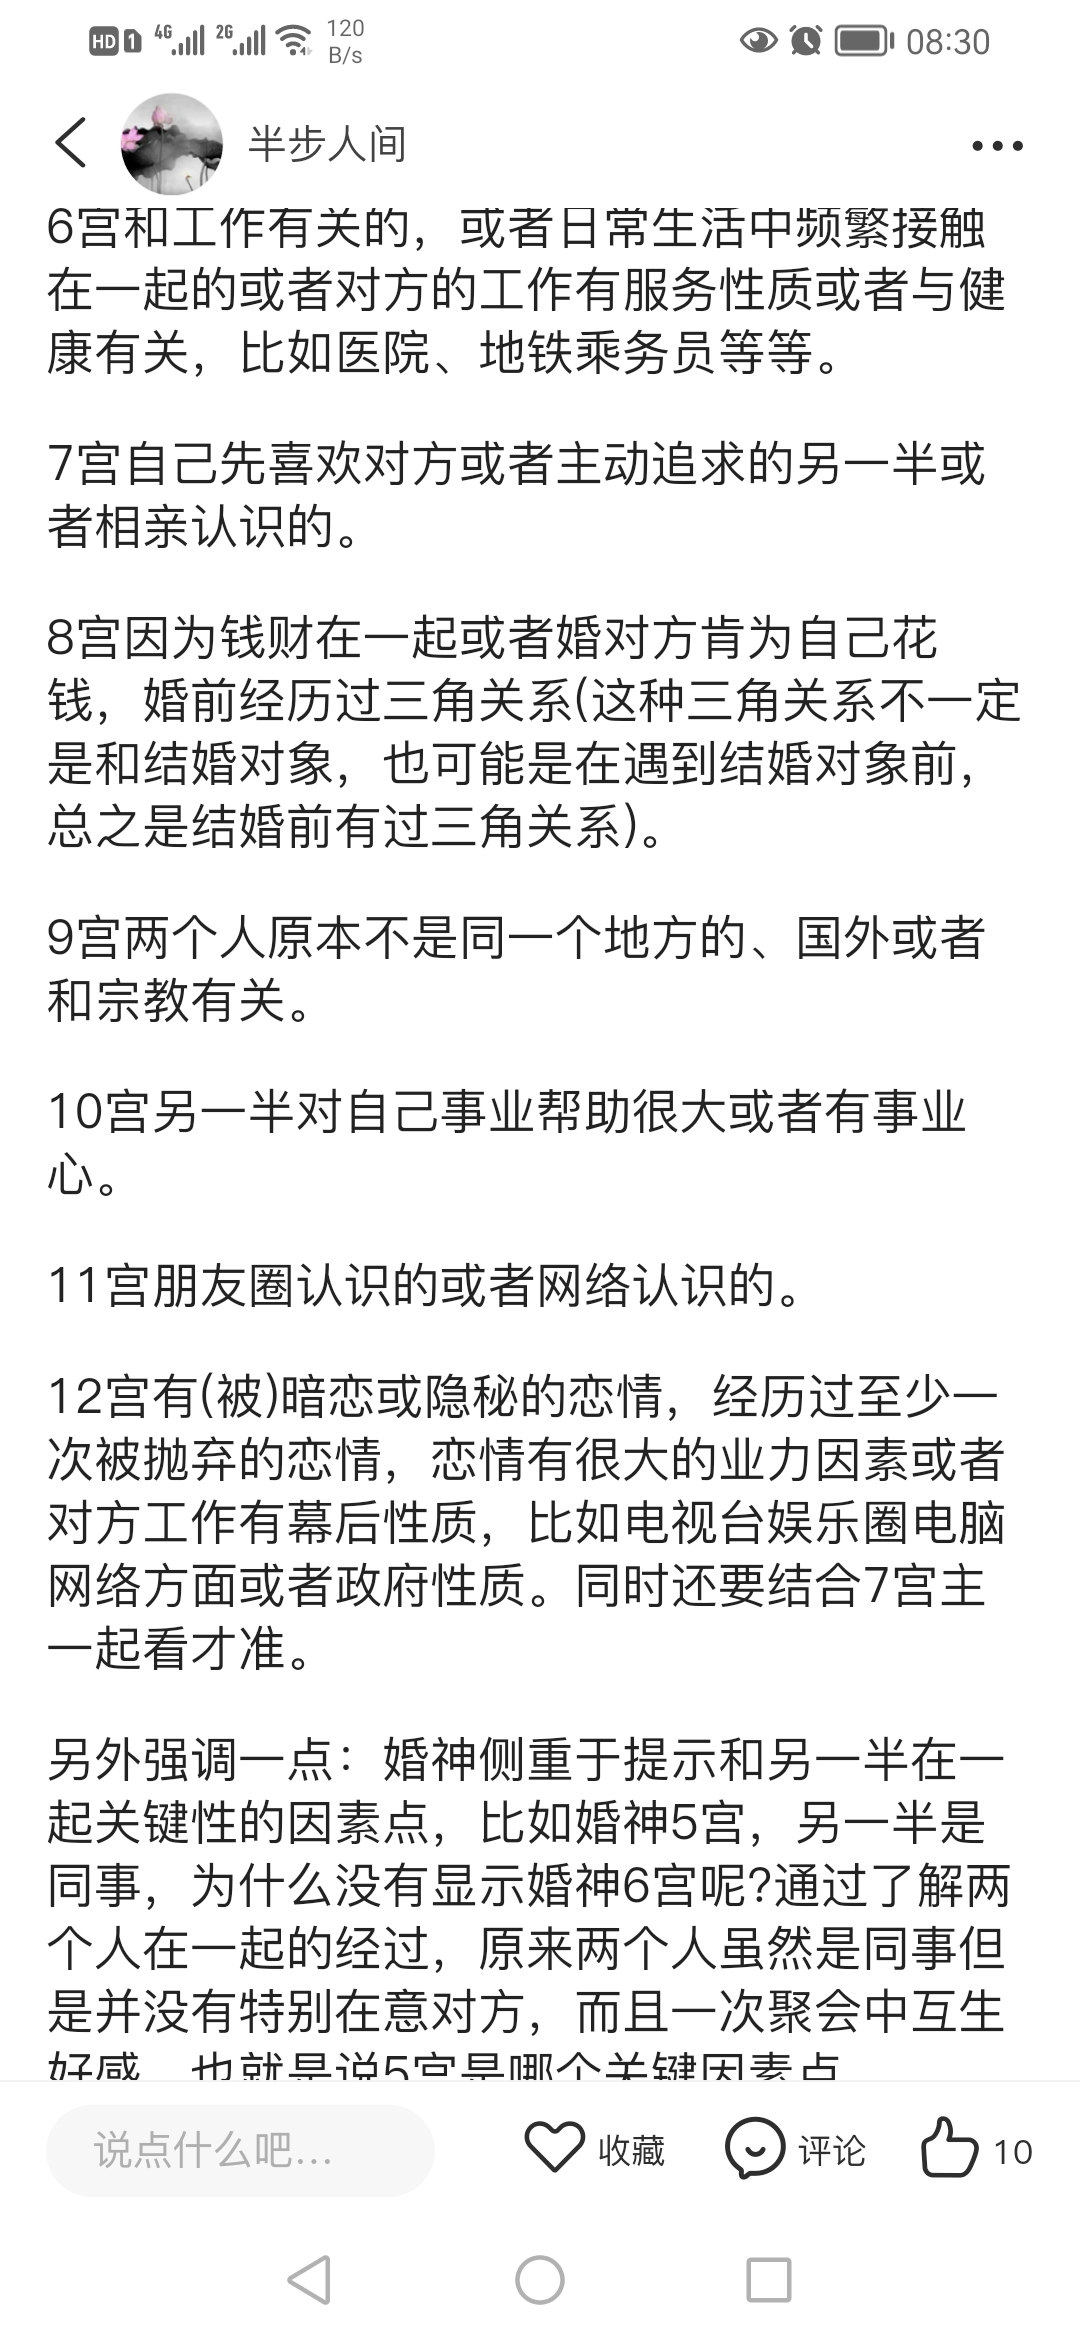 HD 1 4G 2G 120 B/s 08:30
半步人间
6宫和工作有关的，或者日常生活中频繁接触
在一起的或者对方的工作有服务性质或者与健
康有关，比如医院、地铁乘务员等等。
7宫自己先喜欢对方或者主动追求的另一半或
者相亲认识的。
8宫因为钱财在一起或者婚对方肯为自己花
钱，婚前经历过三角关系(这种三角关系不一定
是和结婚对象，也可能是在遇到结婚对象前，
总之是结婚前有过三角关系)。
9宫两个人原本不是同一个地方的、国外或者
和宗教有关。
10宫另一半对自己事业帮助很大或者有事业
心。
11宫朋友圈认识的或者网络认识的。
12宫有(被)暗恋或隐秘的恋情，经历过至少一
次被抛弃的恋情，恋情有很大的业力因素或者
对方工作有幕后性质，比如电视台娱乐圈电脑
网络方面或者政府性质。同时还要结合7宫主
一起看才准。
另外强调一点：婚神侧重于提示和另一半在一
起关键性的因素点，比如婚神5宫，另一半是
同事，为什么没有显示婚神6宫呢?通过了解两
个人在一起的经过，原来两个人虽然是同事但
是并没有特别在意对方，而且一次聚会中互生
好感，也就是说5宫是哪个关键因素点
说点什么吧... 收藏 评论 10